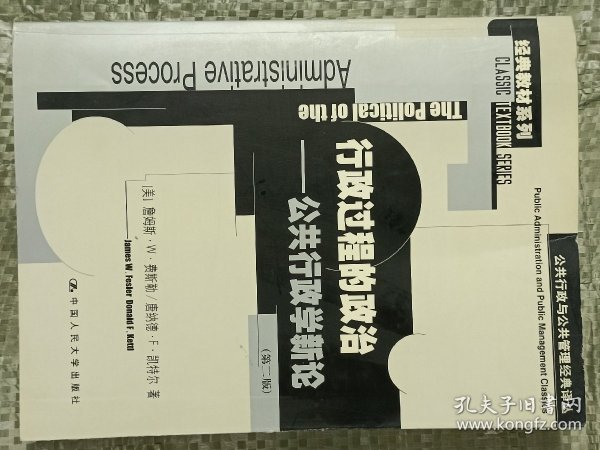 公共行政与公共管理经典译丛
Public Administration and Public Management Classics
经典教材系列
CLASSIC TEXTBOOK SERIES
The Political of the
Administrative Process
行政过程的政治
——公共行政学新论
(第二版)
[美] 詹姆斯·W·费斯勒/唐纳德·F·凯特尔 著
James W. Fesler Donald F. Kettl
中国人民大学出版社
孔夫子旧书网
www.kongfz.com